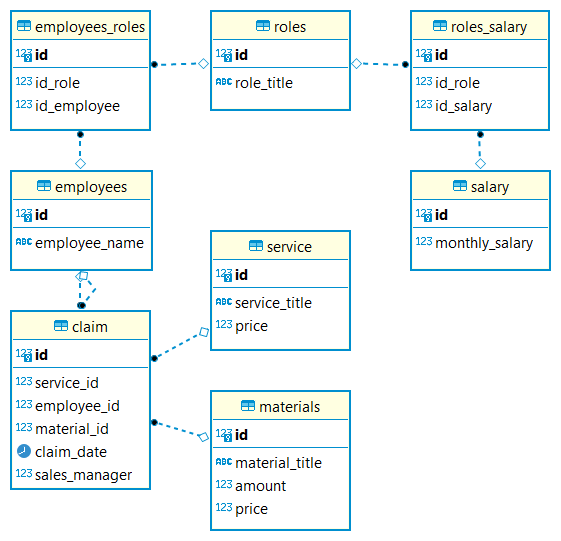 employees_roles
123 id
123 id_role
123 id_employee
roles
123 id
ABC role_title
roles_salary
123 id
123 id_role
123 id_salary
employees
123 id
ABC employee_name
salary
123 id
123 monthly_salary
service
123 id
ABC service_title
123 price
claim
123 id
123 service_id
123 employee_id
123 material_id
claim_date
123 sales_manager
materials
123 id
ABC material_title
123 amount
123 price